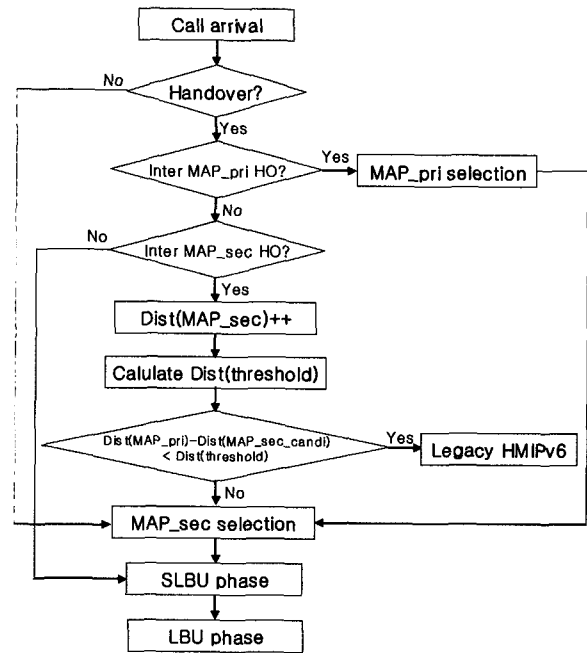 Call arrival
No
Handover?
Yes
Inter MAP_pri HO?
Yes
MAP_pri selection
No
No
Inter MAP_sec HO?
Yes
Dist(MAP_sec)++
Calulate Dist(threshold)
Dist(MAP_pri)-Dist(MAP_sec_candi)
< Dist(threshold)
Yes
Legacy HMIPv6
No
MAP_sec selection
SLBU phase
LBU phase